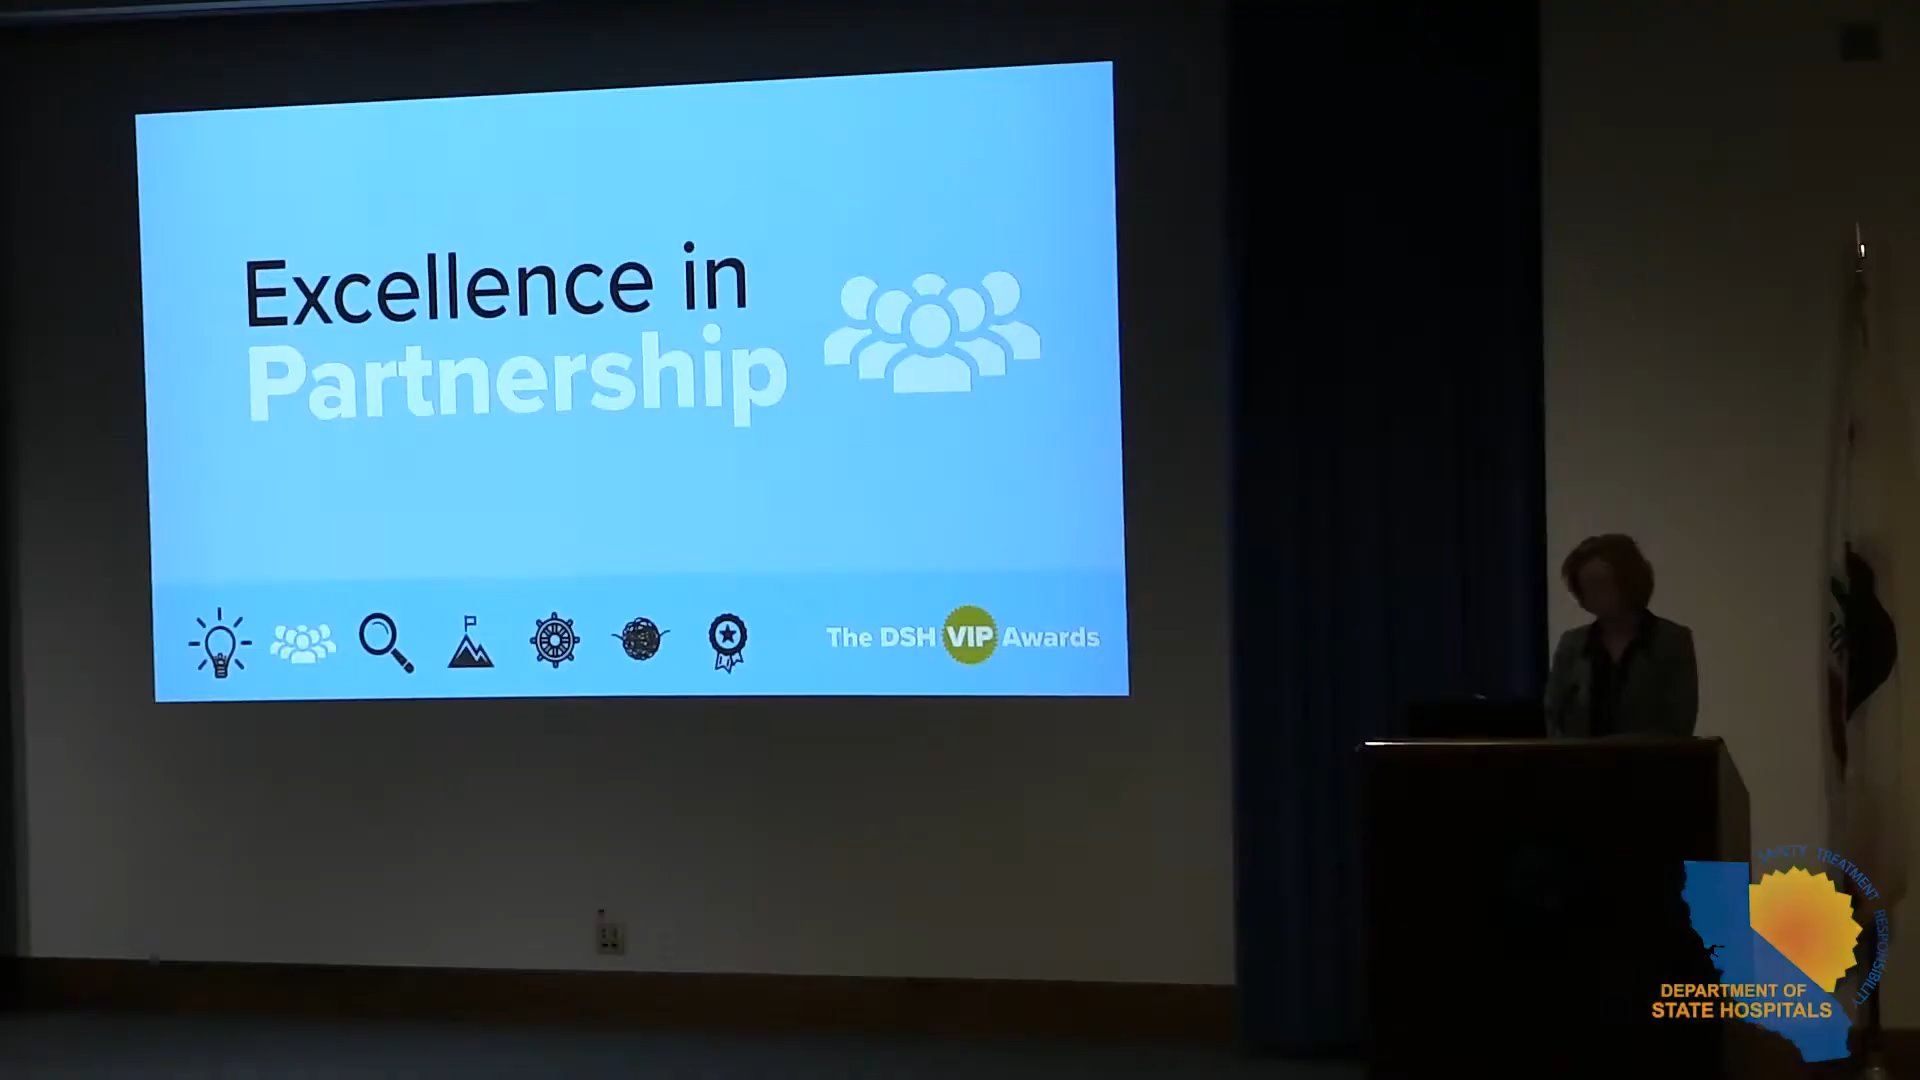 Excellence in
Partnership
The DSH VIP Awards
SAFETY TREATMENT RESPONSIBILITY
DEPARTMENT OF
STATE HOSPITALS